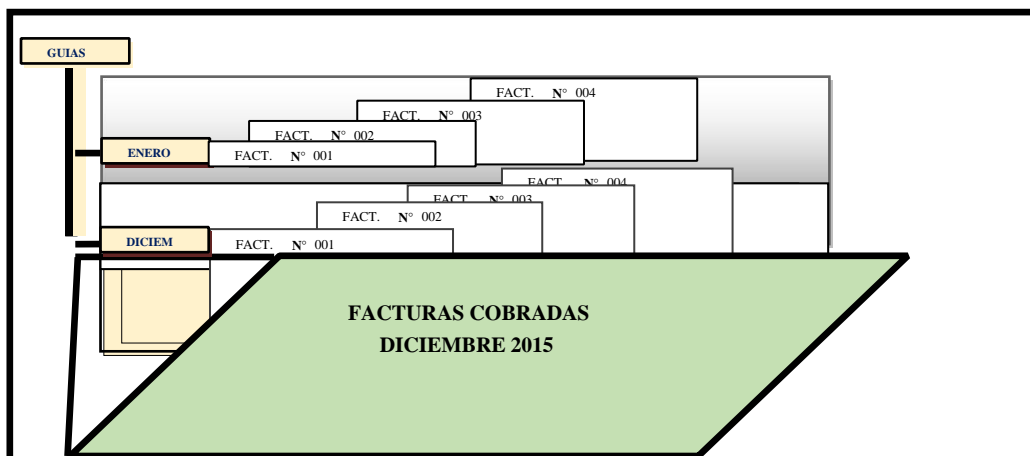 GUIAS
FACT. N° 004
FACT. N° 003
FACT. N° 002
ENERO
FACT. N° 001
FACT. N° 004
FACT. N° 003
FACT. N° 002
DICIEM
FACT. N° 001
FACTURAS COBRADAS
DICIEMBRE 2015